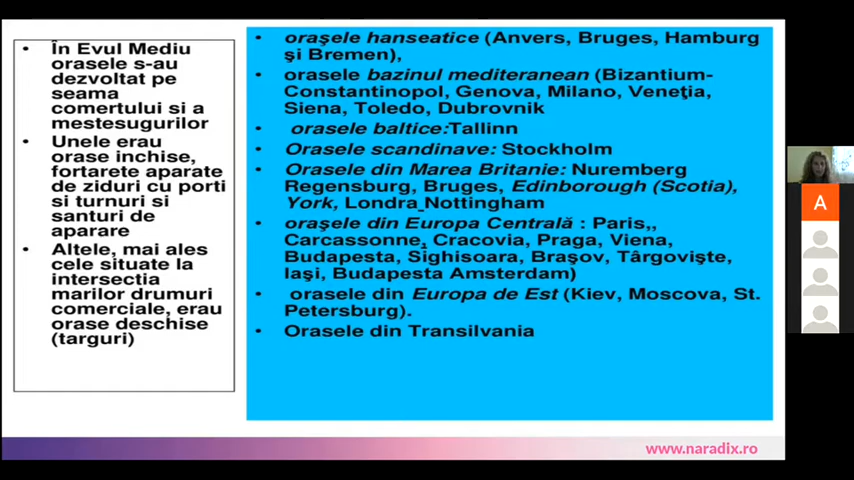 • În Evul Mediu
orasele s-au
dezvoltat pe
seama
comertului si a
mestesugurilor
• Unele erau
orase inchise,
fortarete aparate
de ziduri cu porti
si turnuri si
santuri de
aparare
• Altele, mai ales
cele situate la
intersectia
marilor drumuri
comerciale, erau
orase deschise
(targuri)
• oraşele hanseatice (Anvers, Bruges, Hamburg
şi Bremen),
• orasele bazinul mediteranean (Bizantium-
Constantinopol, Genova, Milano, Veneţia,
Siena, Toledo, Dubrovnik
• orasele baltice:Tallinn
• Orasele scandinave: Stockholm
• Orasele din Marea Britanie: Nuremberg
Regensburg, Bruges, Edinborough (Scotia),
York, Londra_Nottingham
• oraşele din Europa Centrală : Paris,,
Carcassonne, Cracovia, Praga, Viena,
Budapesta, Sighisoara, Braşov, Târgovişte,
Iaşi, Budapesta Amsterdam)
• orasele din Europa de Est (Kiev, Moscova, St.
Petersburg).
• Orasele din Transilvania
A
www.naradix.ro